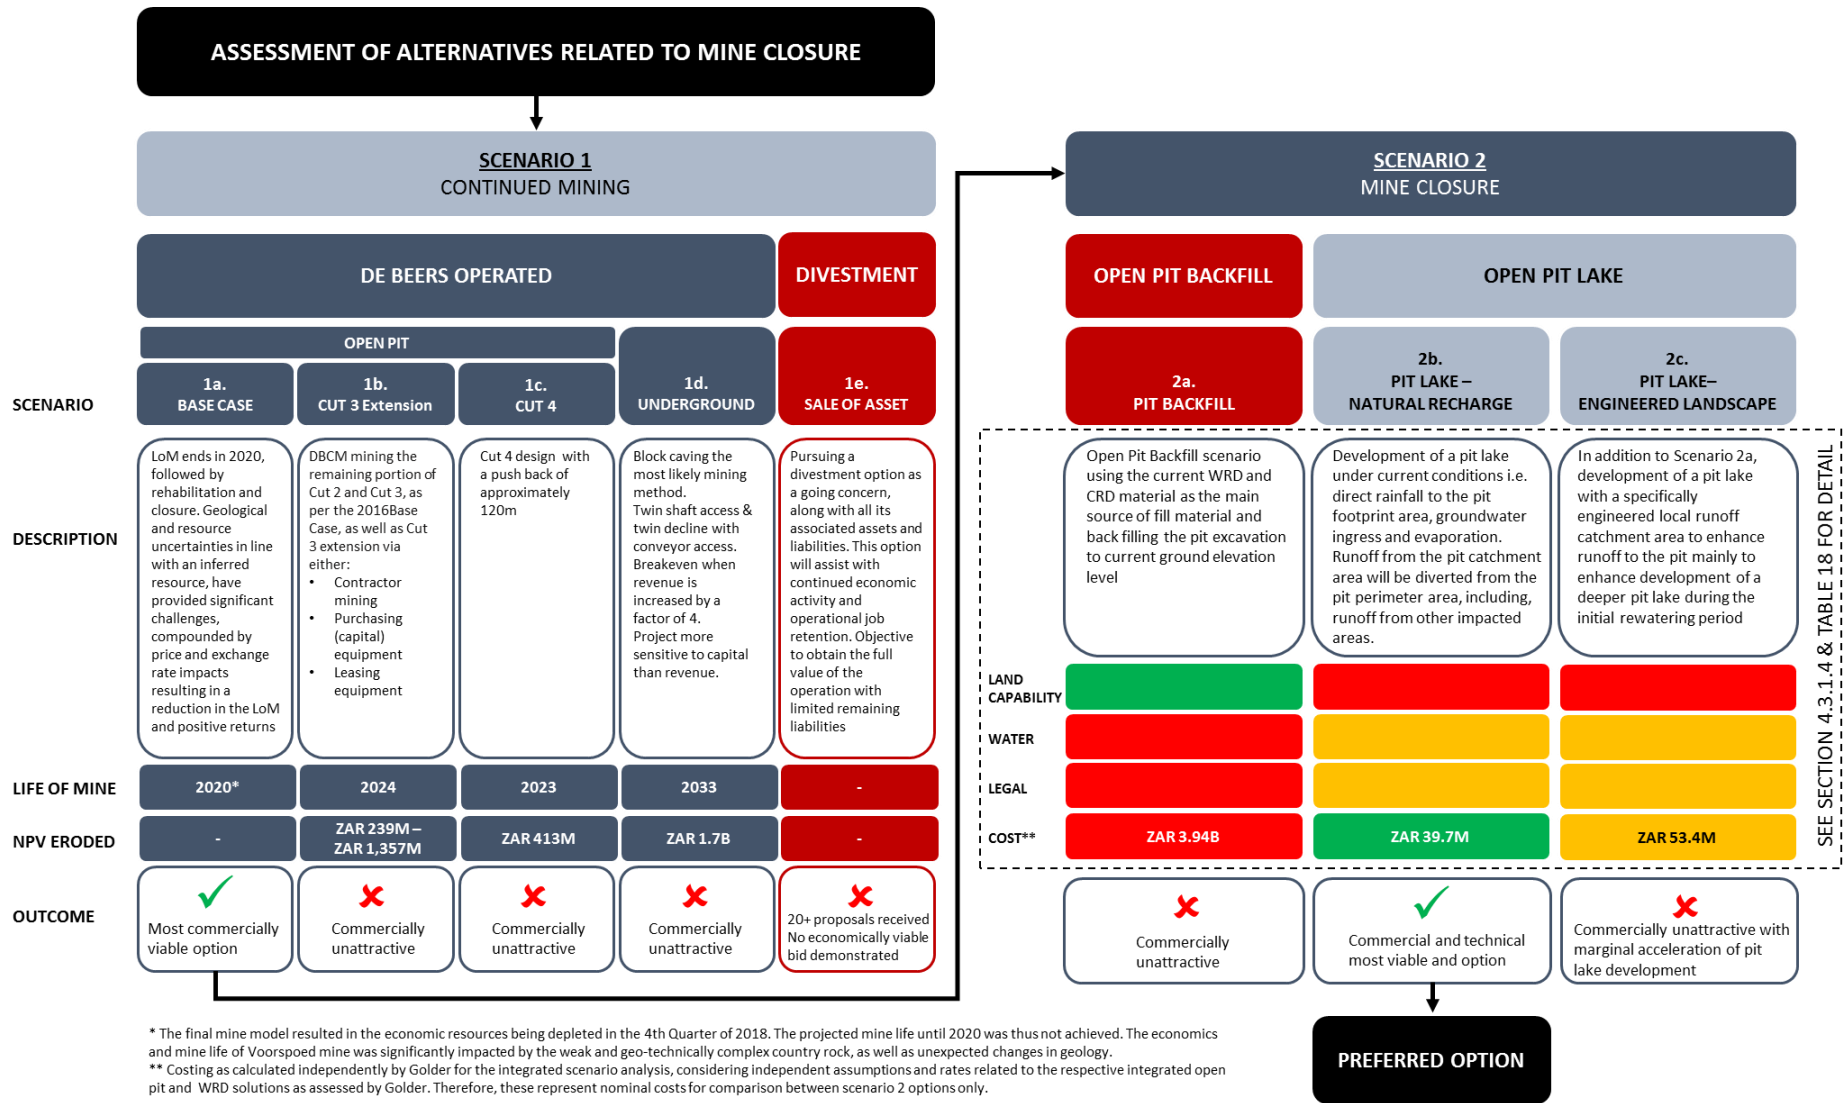 ASSESSMENT OF ALTERNATIVES RELATED TO MINE CLOSURE
SCENARIO 1
CONTINUED MINING
SCENARIO 2
MINE CLOSURE
DE BEERS OPERATED
DIVESTMENT
OPEN PIT BACKFILL
OPEN PIT LAKE
OPEN PIT
SCENARIO
1a.
BASE CASE
1b.
CUT 3 Extension
1c.
CUT 4
1d.
UNDERGROUND
1e.
SALE OF ASSET
2a.
PIT BACKFILL
2b.
PIT LAKE –
NATURAL RECHARGE
2c.
PIT LAKE–
ENGINEERED LANDSCAPE
DESCRIPTION
LoM ends in 2020,
followed by
rehabilitation and
closure. Geological
and resource
uncertainties in line
with an inferred
resource, have
provided significant
challenges,
compounded by
price and exchange
rate impacts
resulting in a
reduction in the LoM
and positive returns
DBCM mining the
remaining portion of
Cut 2 and Cut 3, as
per the 2016Base
Case, as well as Cut
3 extension via
either:
• Contractor
mining
• Purchasing
(capital)
equipment
• Leasing
equipment
Cut 4 design with
a push back of
approximately
120m
Block caving the
most likely mining
method.
Twin shaft access &
twin decline with
conveyor access.
Breakeven when
revenue is
increased by a
factor of 4.
Project more
sensitive to capital
than revenue.
Pursuing a
divestment option as
a going concern,
along with all its
associated assets and
liabilities. This option
will assist with
continued economic
activity and
operational job
retention. Objective
to obtain the full
value of the
operation with
limited remaining
liabilities
Open Pit Backfill scenario
using the current WRD and
CRD material as the main
source of fill material and
back filling the pit excavation
to current ground elevation
level
Development of a pit lake
under current conditions i.e.
direct rainfall to the pit
footprint area, groundwater
ingress and evaporation.
Runoff from the pit catchment
area will be diverted from the
pit perimeter area, including,
runoff from other impacted
areas.
In addition to Scenario 2a,
development of a pit lake
with a specifically
engineered local runoff
catchment area to enhance
runoff to the pit mainly to
enhance development of a
deeper pit lake during the
initial rewatering period
SEE SECTION 4.3.1.4 & TABLE 18 FOR DETAIL
LAND
CAPABILITY
WATER
LEGAL
COST**
ZAR 3.94B
ZAR 39.7M
ZAR 53.4M
LIFE OF MINE
2020*
2024
2023
2033
-
NPV ERODED
-
ZAR 239M –
ZAR 1,357M
ZAR 413M
ZAR 1.7B
-
OUTCOME
Most commercially
viable option
Commercially
unattractive
Commercially
unattractive
Commercially
unattractive
20+ proposals received
No economically viable
bid demonstrated
Commercially
unattractive
Commercial and technical
most viable and option
Commercially unattractive with
marginal acceleration of pit
lake development
PREFERRED OPTION
* The final mine model resulted in the economic resources being depleted in the 4th Quarter of 2018. The projected mine life until 2020 was thus not achieved. The economics
and mine life of Voorspoed mine was significantly impacted by the weak and geo-technically complex country rock, as well as unexpected changes in geology.
** Costing as calculated independently by Golder for the integrated scenario analysis, considering independent assumptions and rates related to the respective integrated open
pit and WRD solutions as assessed by Golder. Therefore, these represent nominal costs for comparison between scenario 2 options only.